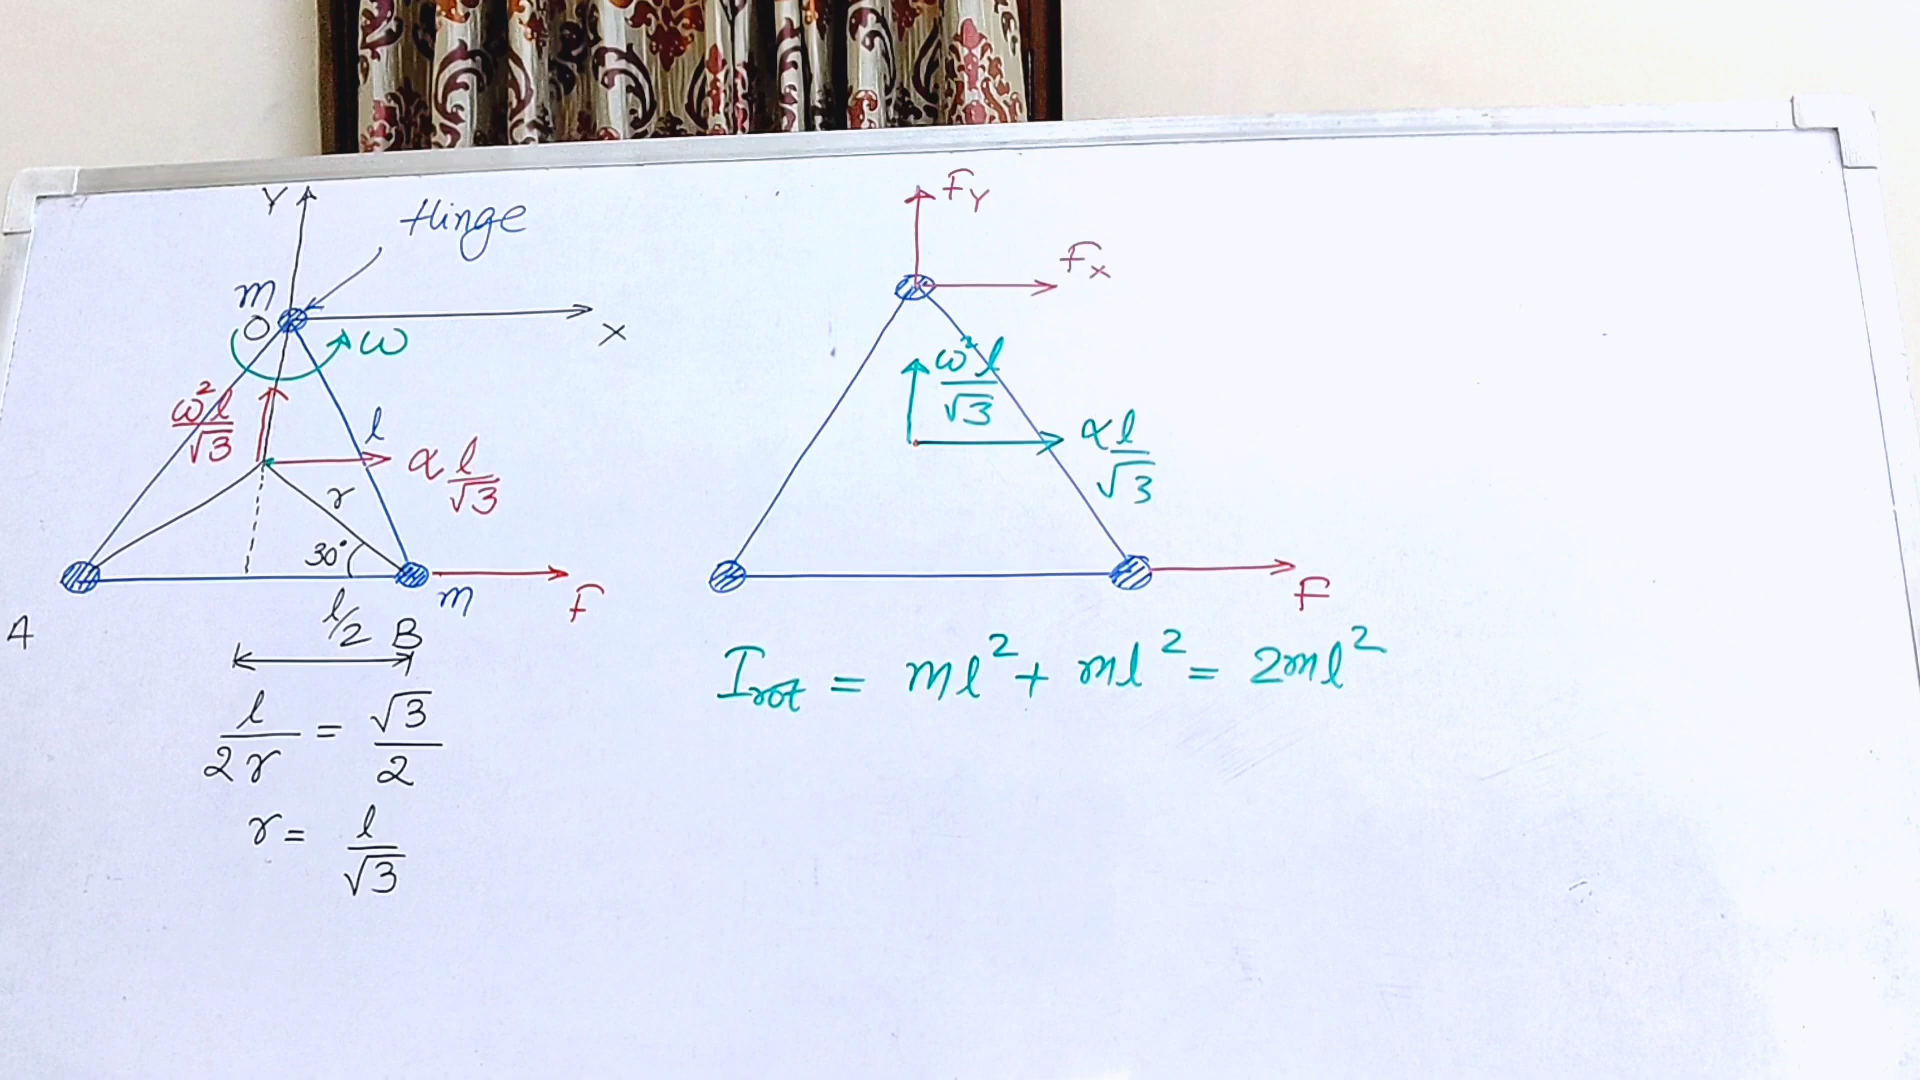 Y
Hinge
m
O
ω
X
ω²l/√3
l
α l/√3
r
30°
F
m
A
l/2 B
l/2r = √3/2
r = l/√3
FY
Fx
ω²l/√3
αl/√3
F
Irot = ml² + ml² = 2ml²